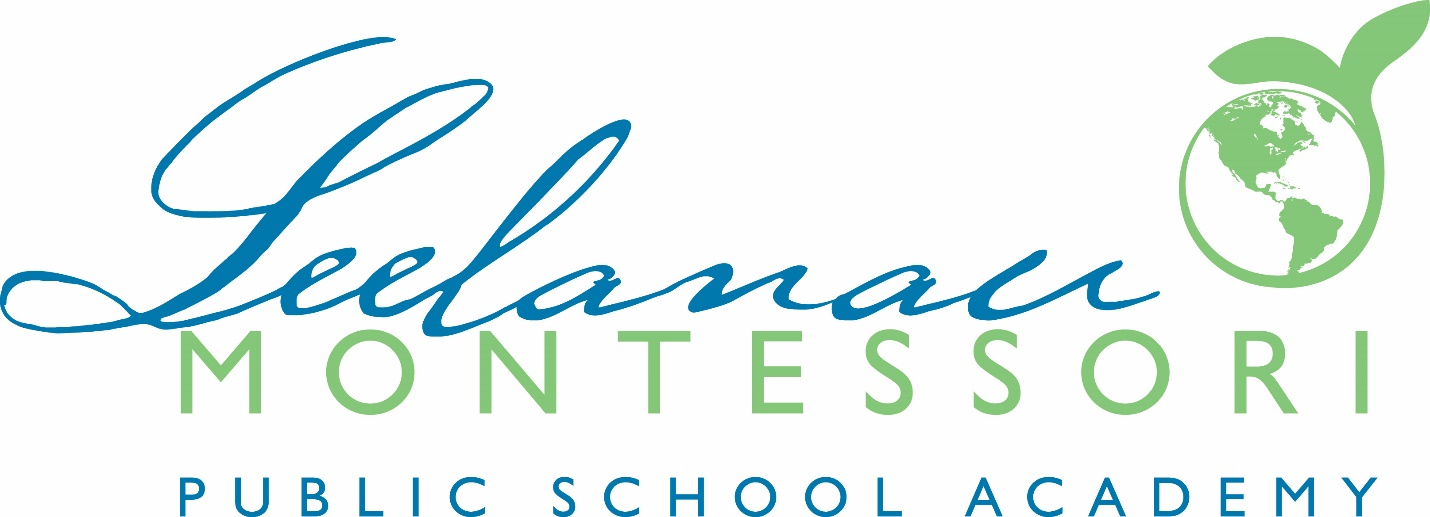 Leelanau
MONTESSORI
PUBLIC SCHOOL ACADEMY